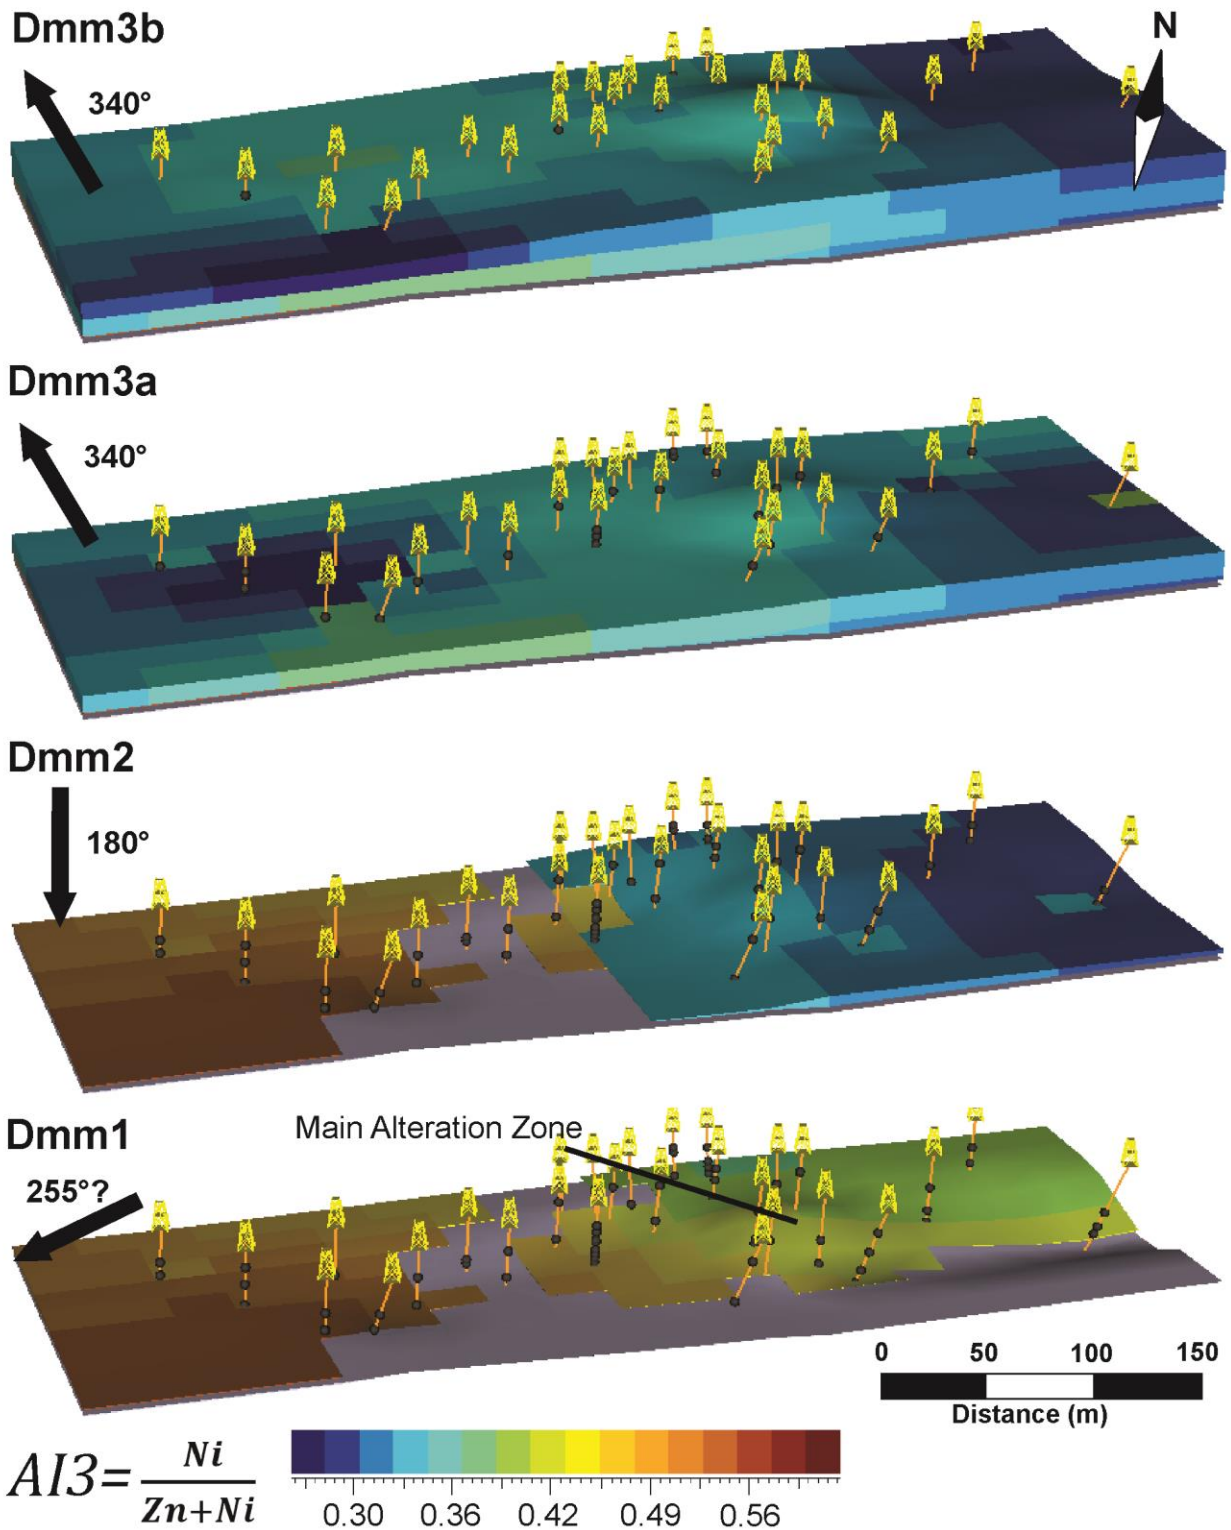 Dmm3b
N
340°
Dmm3a
340°
Dmm2
180°
Dmm1
Main Alteration Zone
255°?
0 50 100 150
Distance (m)
AI3= Ni
Zn+Ni
0.30 0.36 0.42 0.49 0.56